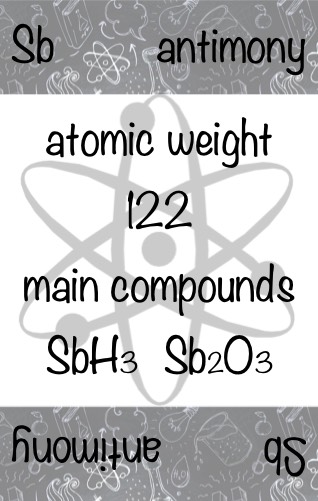 Sb antimony
atomic weight
122
main compounds
SbH3 Sb2O3
Sb antimony